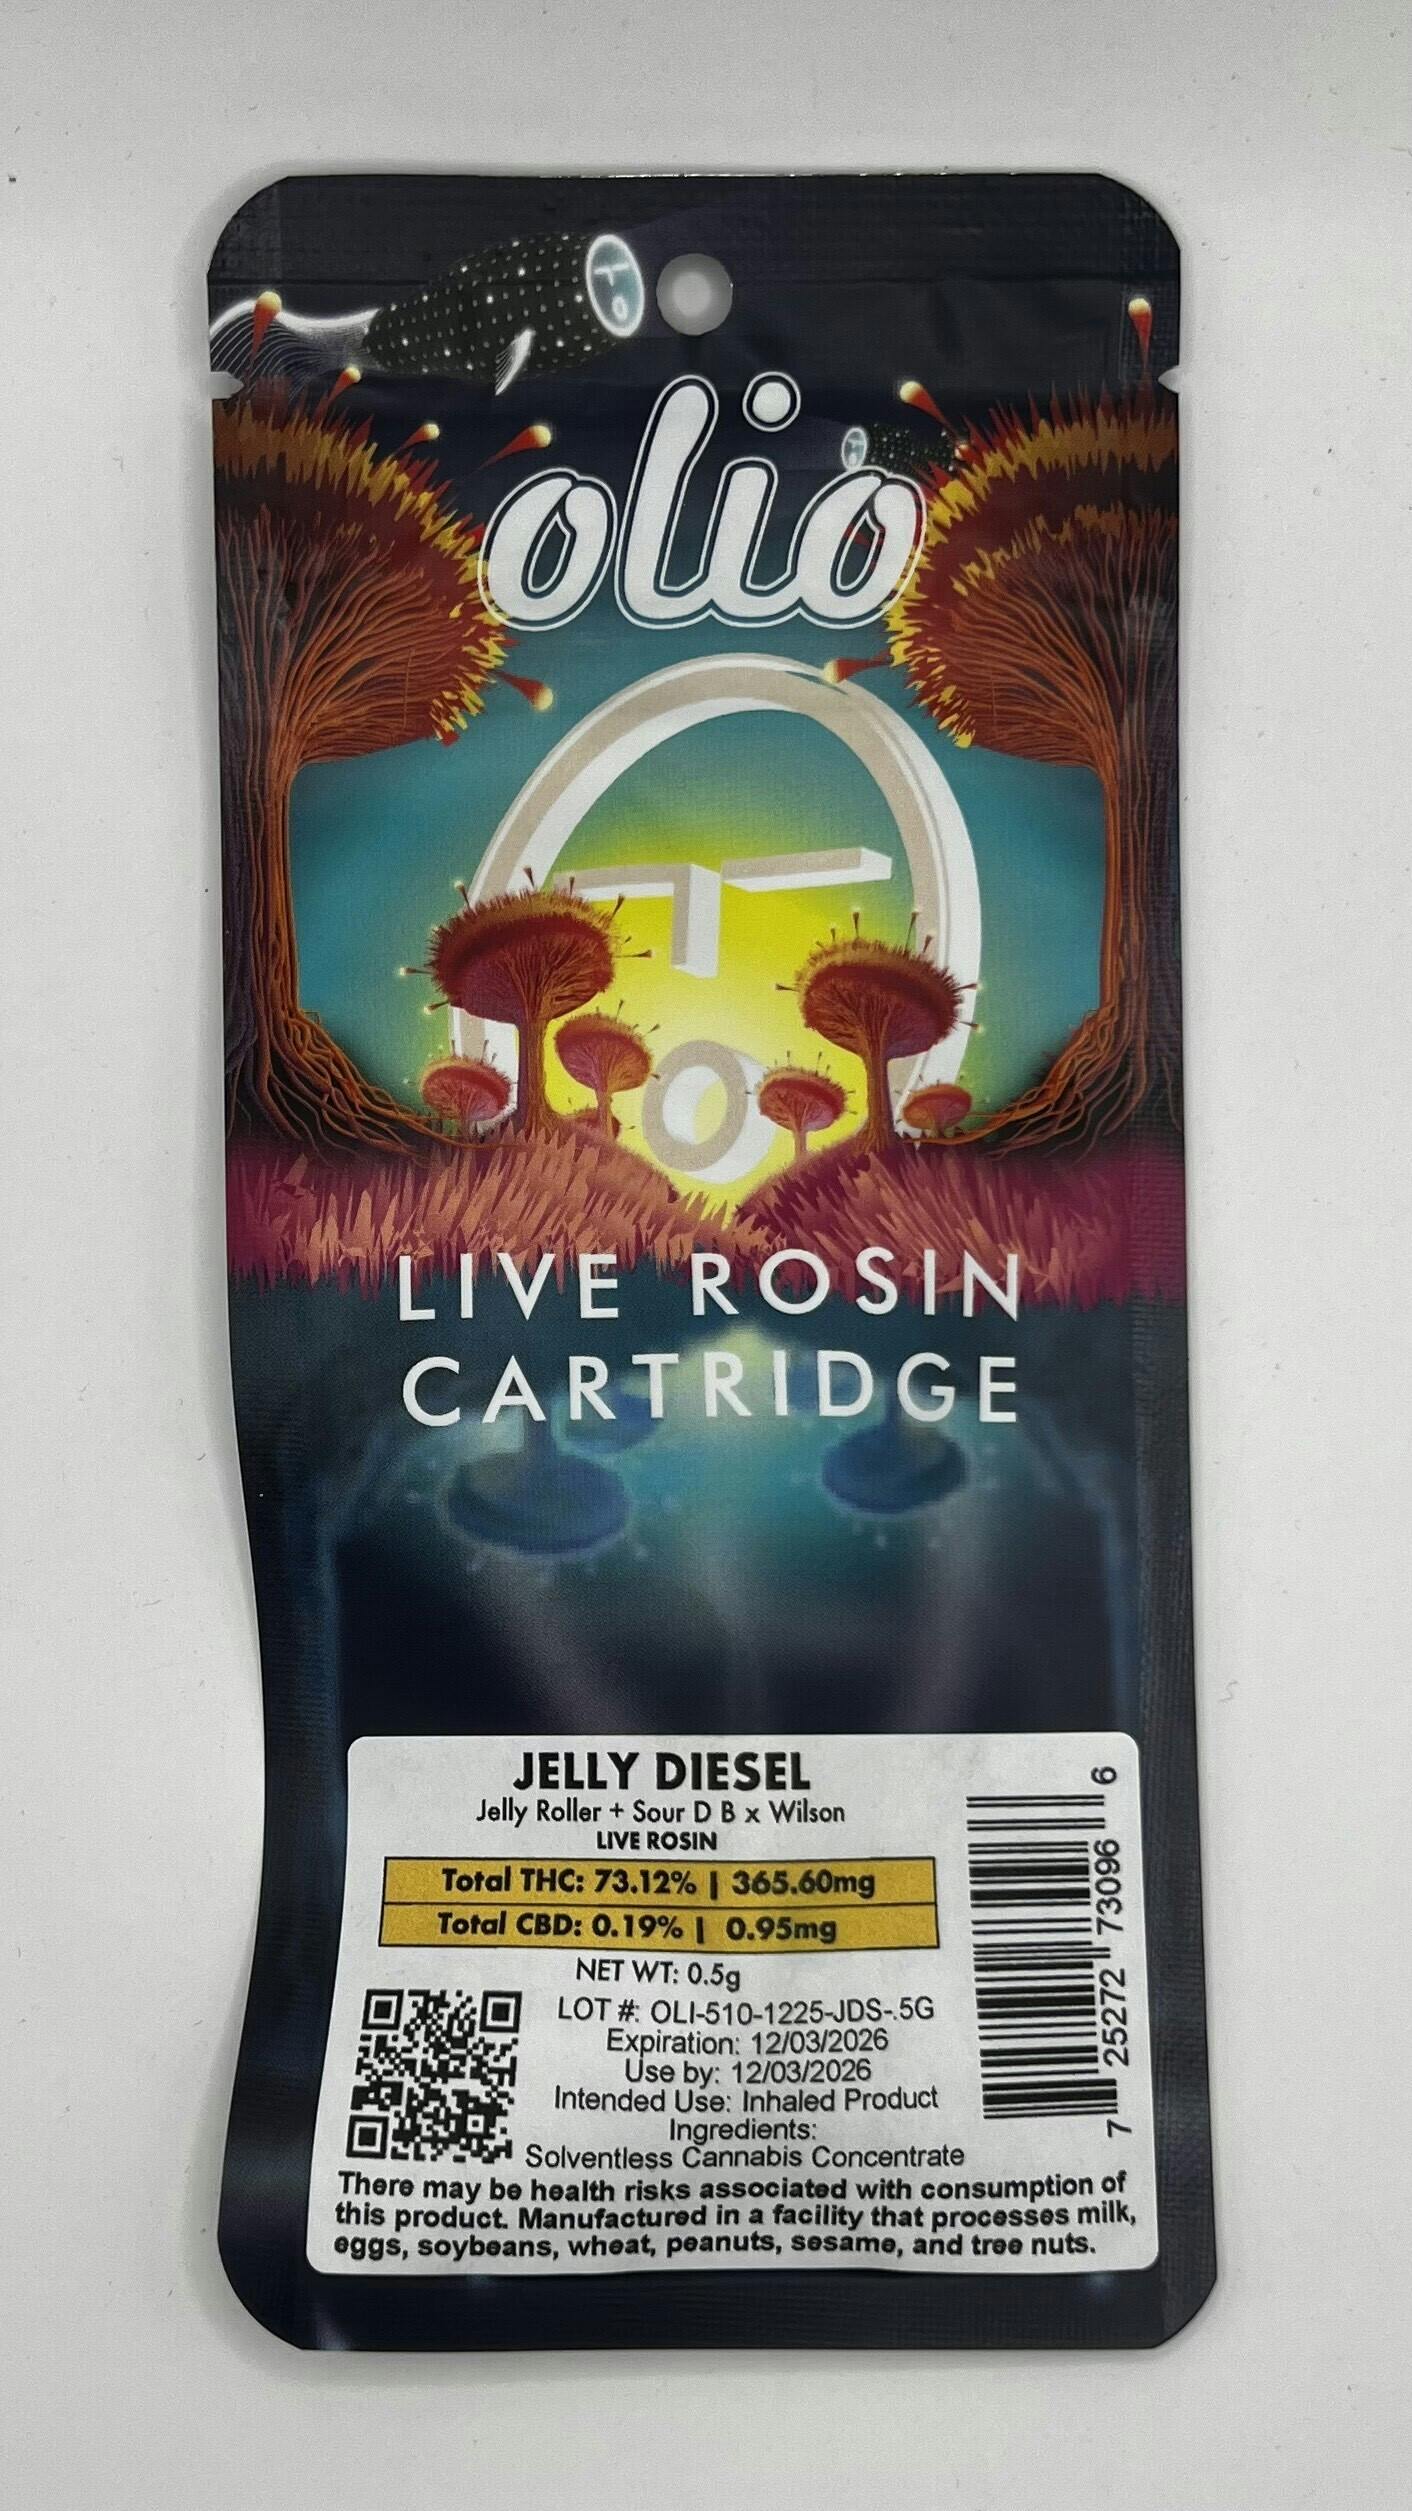 olio
LIVE ROSIN
CARTRIDGE
JELLY DIESEL
Jelly Roller + Sour D B x Wilson
LIVE ROSIN
Total THC: 73.12% | 365.60mg
Total CBD: 0.19% | 0.95mg
NET WT: 0.5g
LOT #: OLI-510-1225-JDS-.5G
Expiration: 12/03/2026
Use by: 12/03/2026
Intended Use: Inhaled Product
Ingredients:
Solventless Cannabis Concentrate
There may be health risks associated with consumption of
this product. Manufactured in a facility that processes milk,
eggs, soybeans, wheat, peanuts, sesame, and tree nuts.
7 25272 73096 6